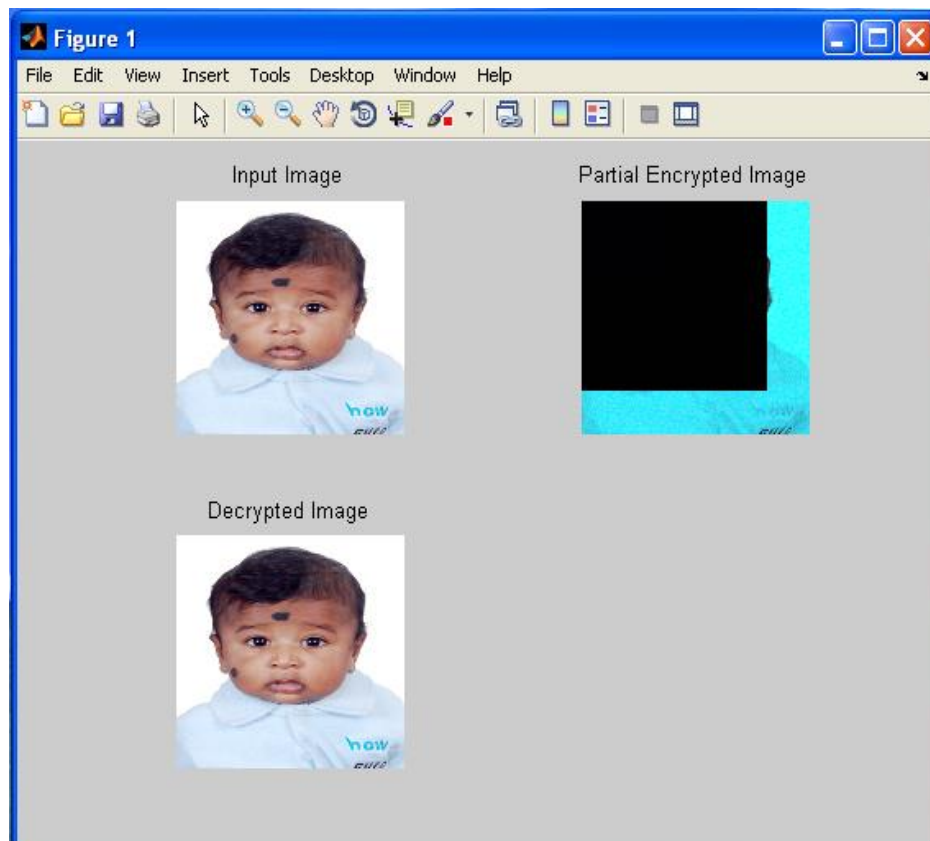 Figure 1
File Edit View Insert Tools Desktop Window Help
Input Image
Partial Encrypted Image
now
now
Decrypted Image
now